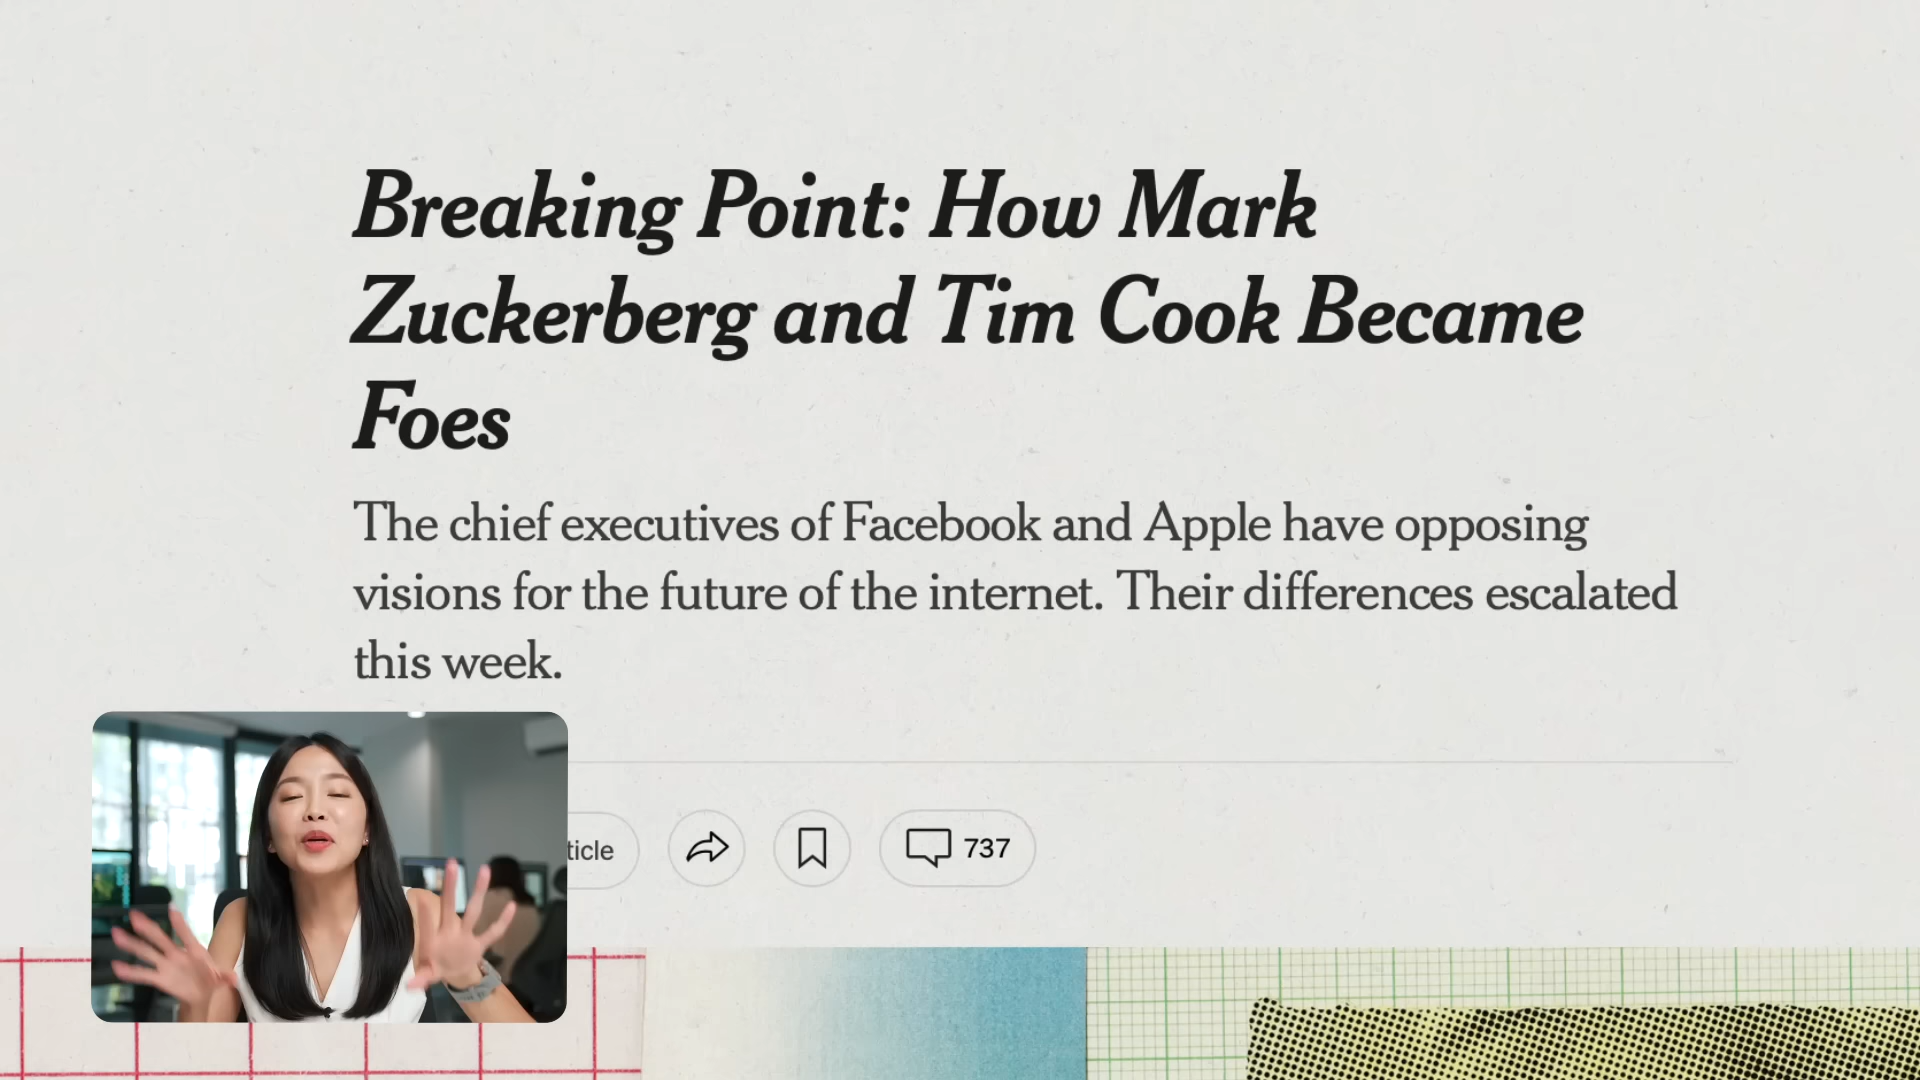 Breaking Point: How Mark
Zuckerberg and Tim Cook Became
Foes
The chief executives of Facebook and Apple have opposing
visions for the future of the internet. Their differences escalated
this week.
ticle
737